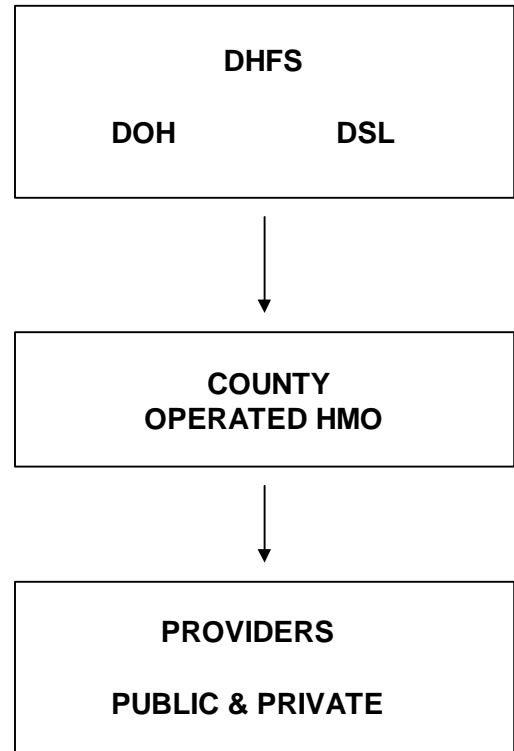 DHFS
DOH DSL
COUNTY
OPERATED HMO
PROVIDERS
PUBLIC & PRIVATE